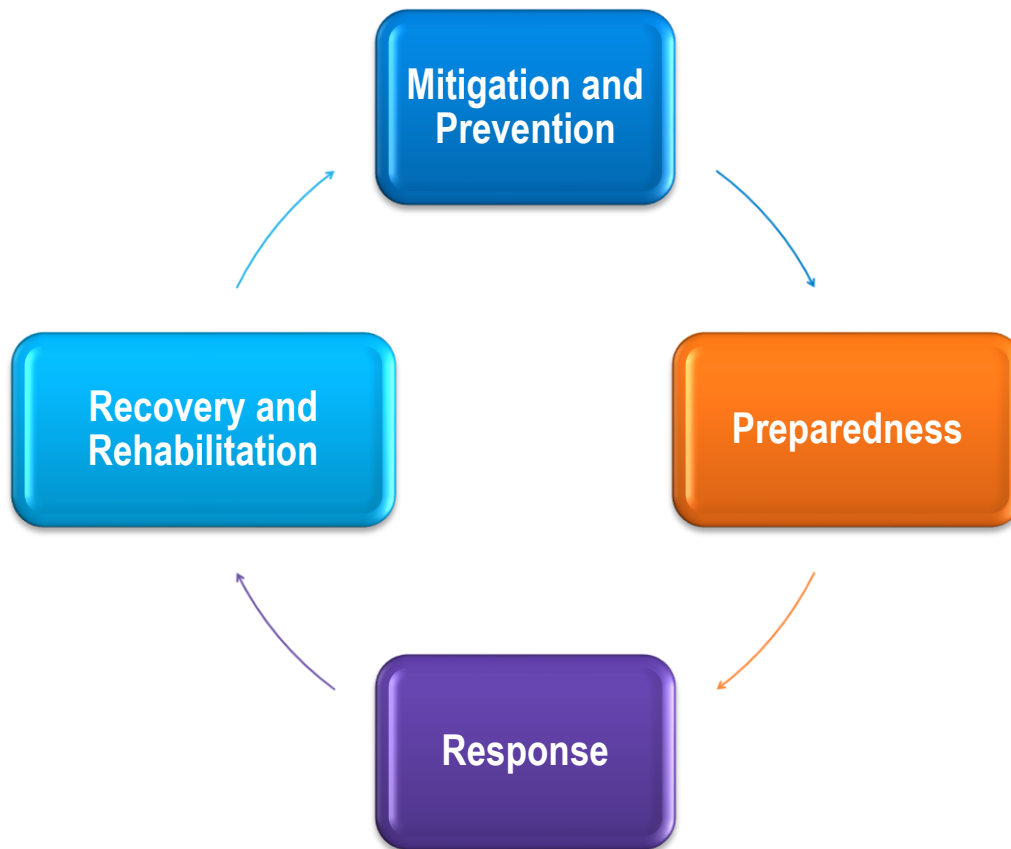 Mitigation and
Prevention
Preparedness
Response
Recovery and
Rehabilitation